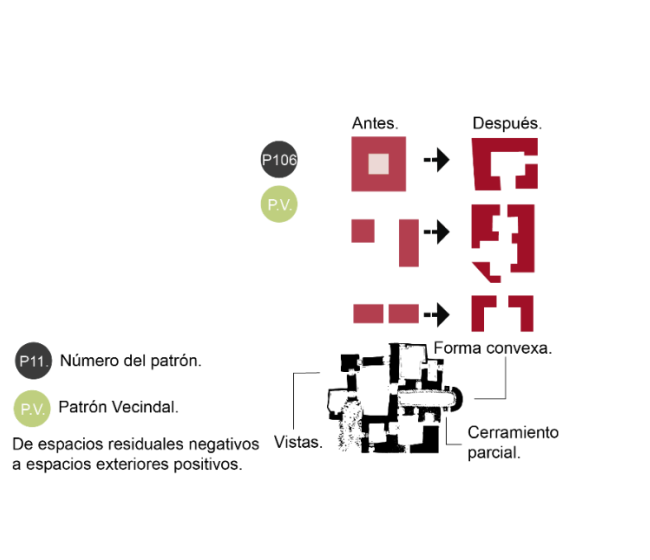 Antes.
Después.
P106
P.V.
Forma convexa.
P11. Número del patrón.
P.V. Patrón Vecindal.
De espacios residuales negativos
a espacios exteriores positivos.
Vistas.
Cerramiento
parcial.